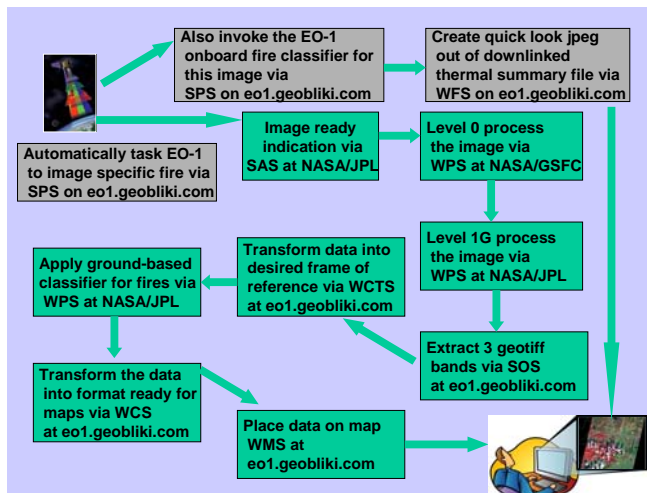 Also invoke the EO-1
onboard fire classifier for
this image via
SPS on eo1.geobliki.com
Create quick look jpeg
out of downlinked
thermal summary file via
WFS on eo1.geobliki.com
Automatically task EO-1
to image specific fire via
SPS on eo1.geobliki.com
Image ready
indication via
SAS at NASA/JPL
Level 0 process
the image via
WPS at NASA/GSFC
Level 1G process
the image via
WPS at NASA/JPL
Extract 3 geotiff
bands via SOS
at eo1.geobliki.com
Transform data into
desired frame of
reference via WCTS
at eo1.geobliki.com
Apply ground-based
classifier for fires via
WPS at NASA/JPL
Transform the data
into format ready for
maps via WCS
at eo1.geobliki.com
Place data on map
WMS at
eo1.geobliki.com